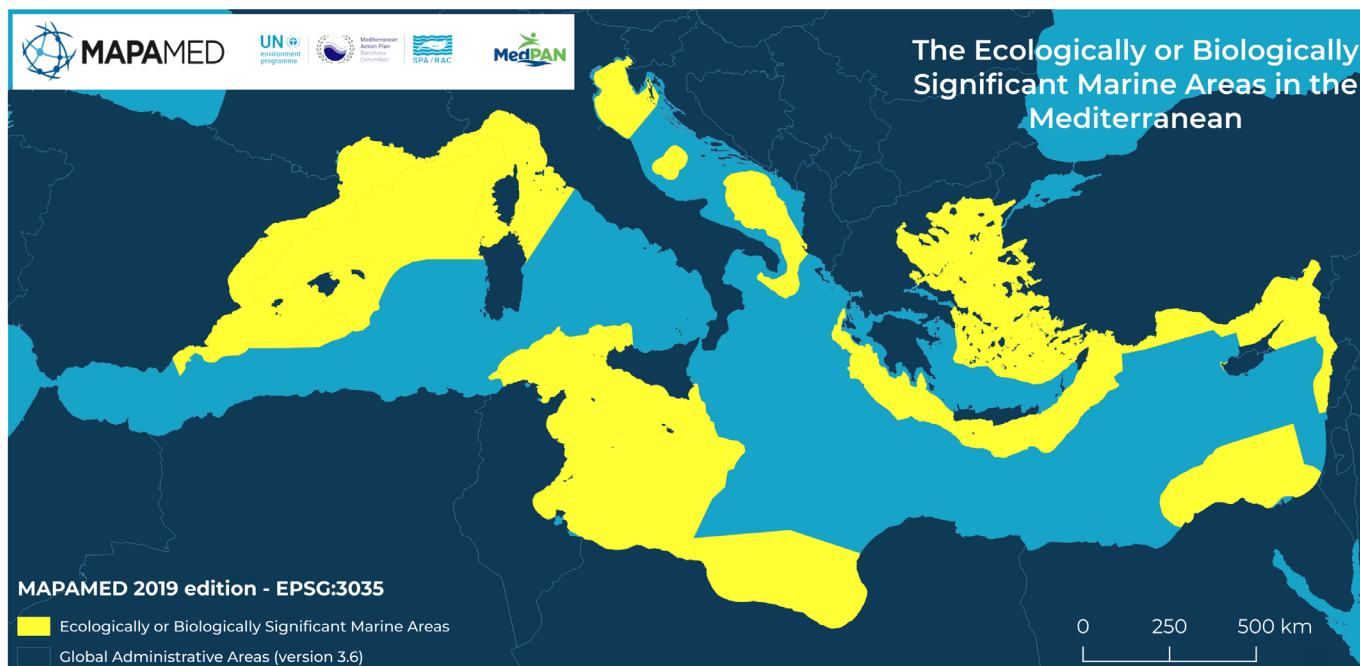 MAPAMED
UN
environment
programme
Mediterranean
Action Plan
Barcelona
Convention
SPA/RAC
MedPAN
The Ecologically or Biologically
Significant Marine Areas in the
Mediterranean
MAPAMED 2019 edition - EPSG:3035
Ecologically or Biologically Significant Marine Areas
Global Administrative Areas (version 3.6)
0 250 500 km